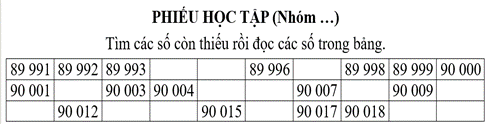 PHIẾU HỌC TẬP (Nhóm …)
Tìm các số còn thiếu rồi đọc các số trong bảng.
89 991 89 992 89 993 89 996 89 998 89 999 90 000
90 001 90 003 90 004 90 007 90 009
90 012 90 015 90 017 90 018